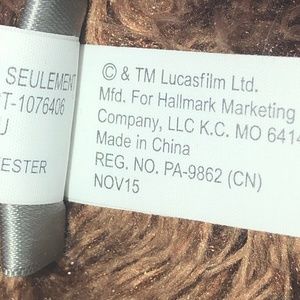 SEULEMENT
T-1076406
J
ESTER
© & TM Lucasfilm Ltd.
Mfd. For Hallmark Marketing
Company, LLC K.C. MO 6414
Made in China
REG. NO. PA-9862 (CN)
NOV15